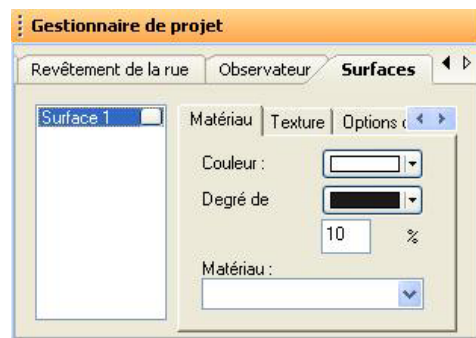 Gestionnaire de projet
Revêtement de la rue Observateur Surfaces
Surface 1
Matériau Texture Options
Couleur :
Degré de
10 %
Matériau :